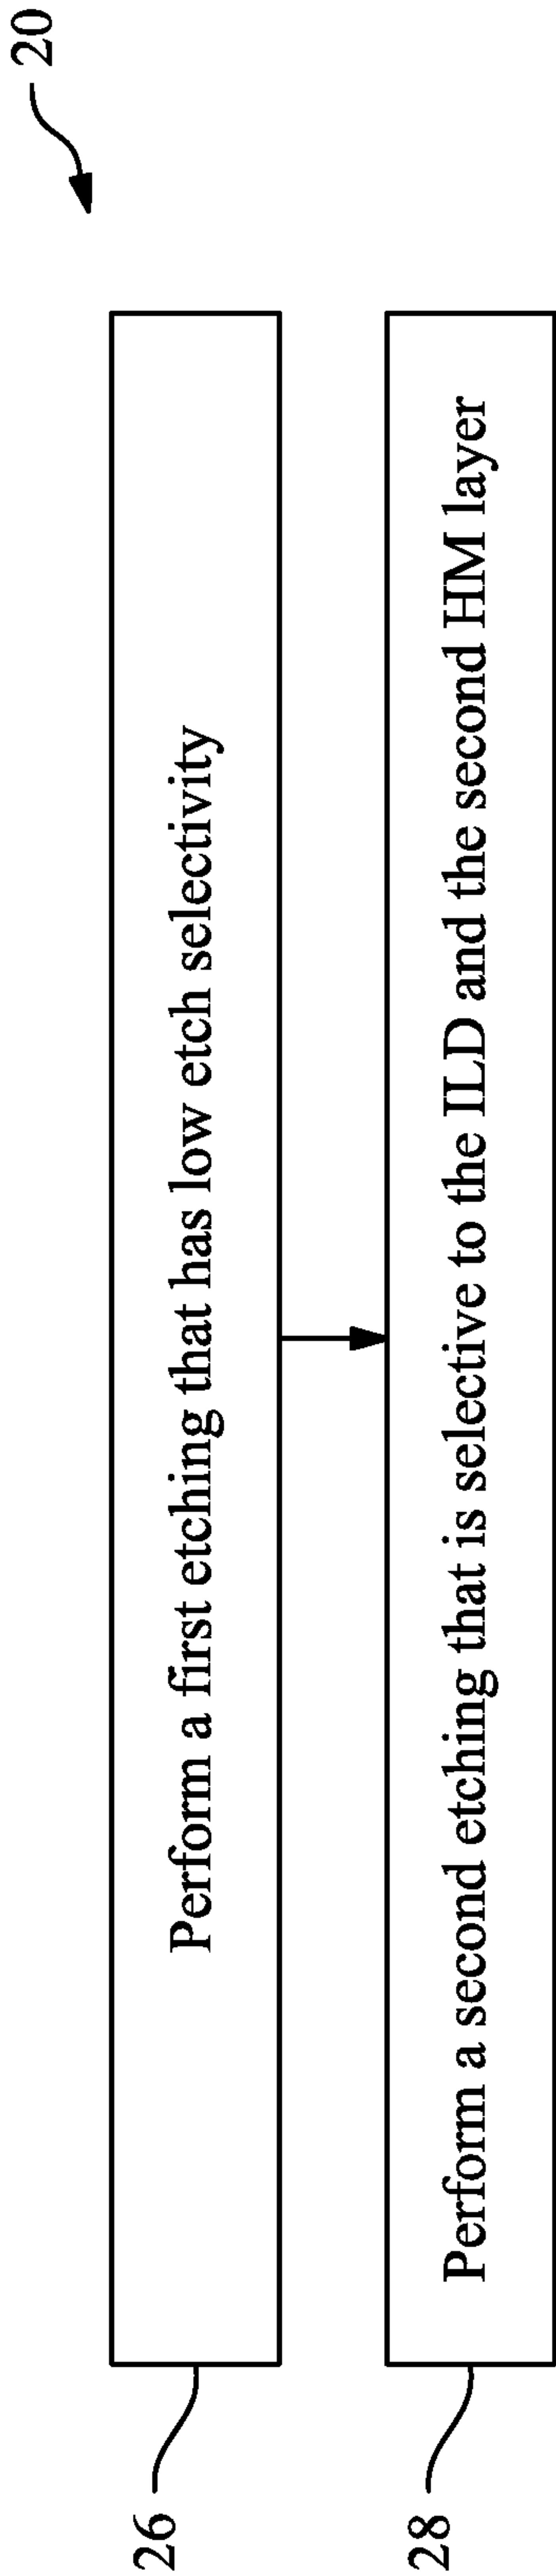 20
26
Perform a first etching that has low etch selectivity
28
Perform a second etching that is selective to the ILD and the second HM layer